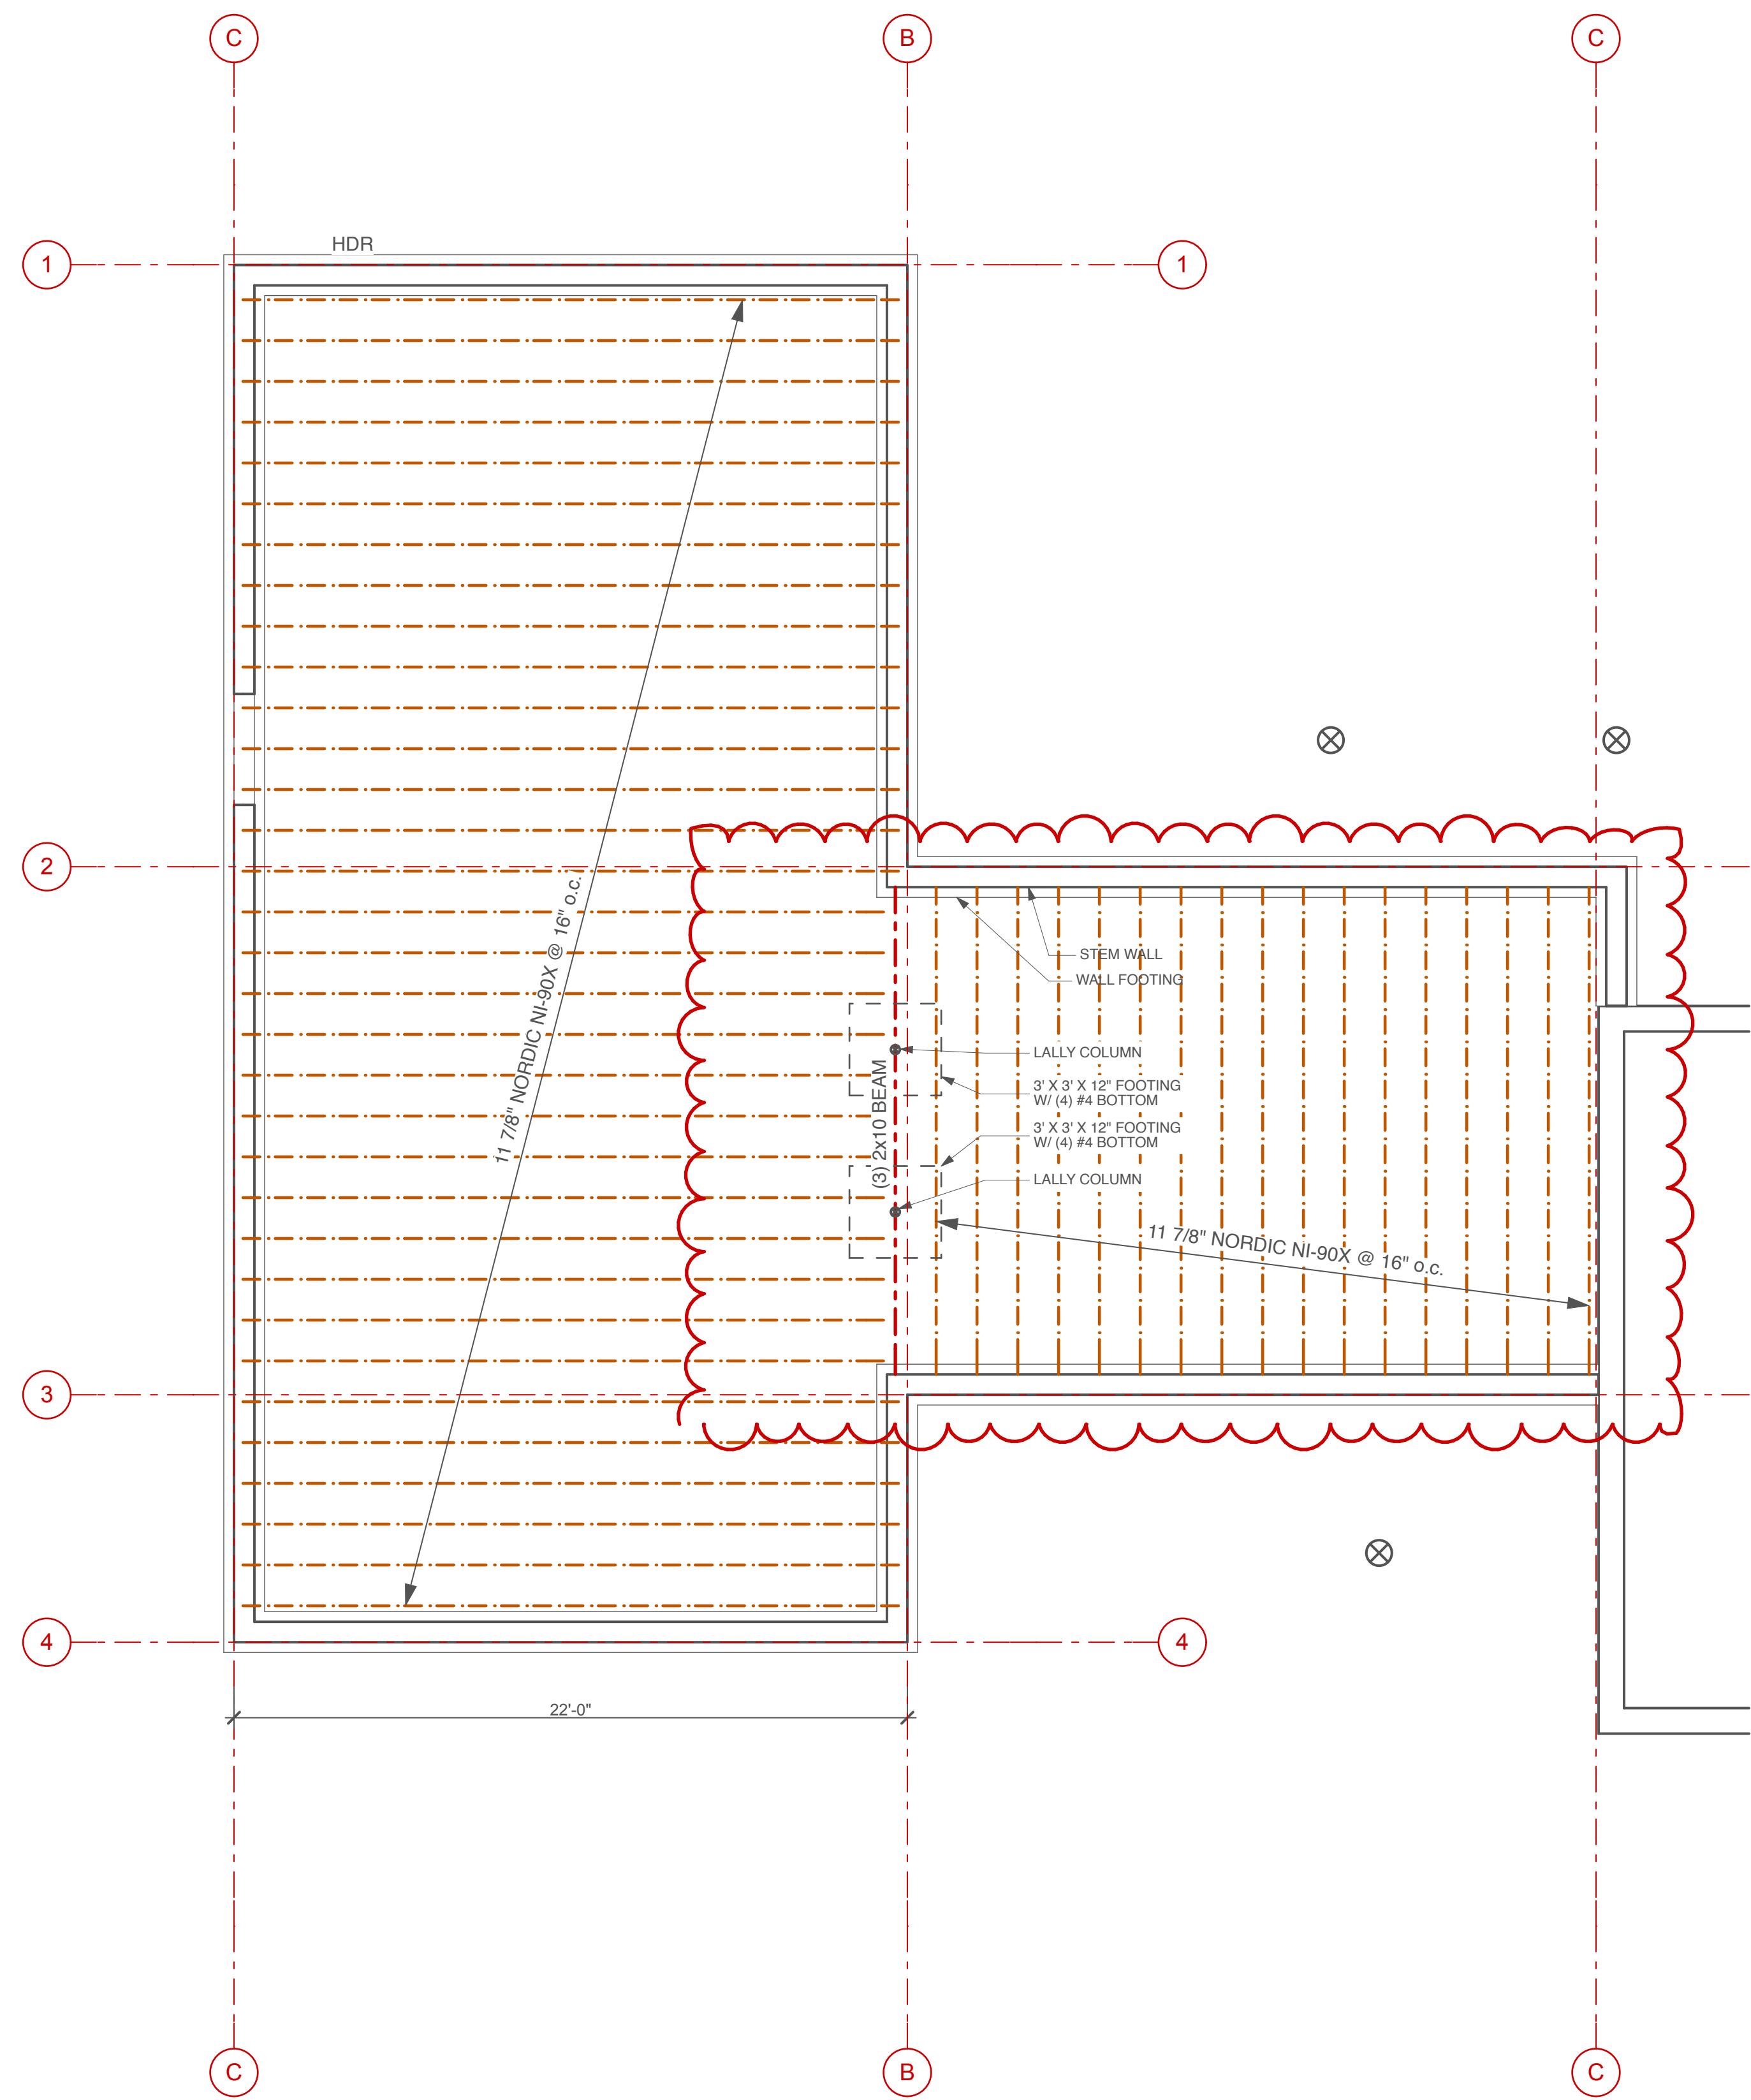 C
B
C
HDR
1
1
2
11 7/8" NORDIC NI-90X @ 16" o.c.
STEM WALL
WALL FOOTING
(3) 2x10 BEAM
LALLY COLUMN
3' X 3' X 12" FOOTING
W/ (4) #4 BOTTOM
3' X 3' X 12" FOOTING
W/ (4) #4 BOTTOM
LALLY COLUMN
11 7/8" NORDIC NI-90X @ 16" o.c.
3
4
4
22'-0"
C
B
C